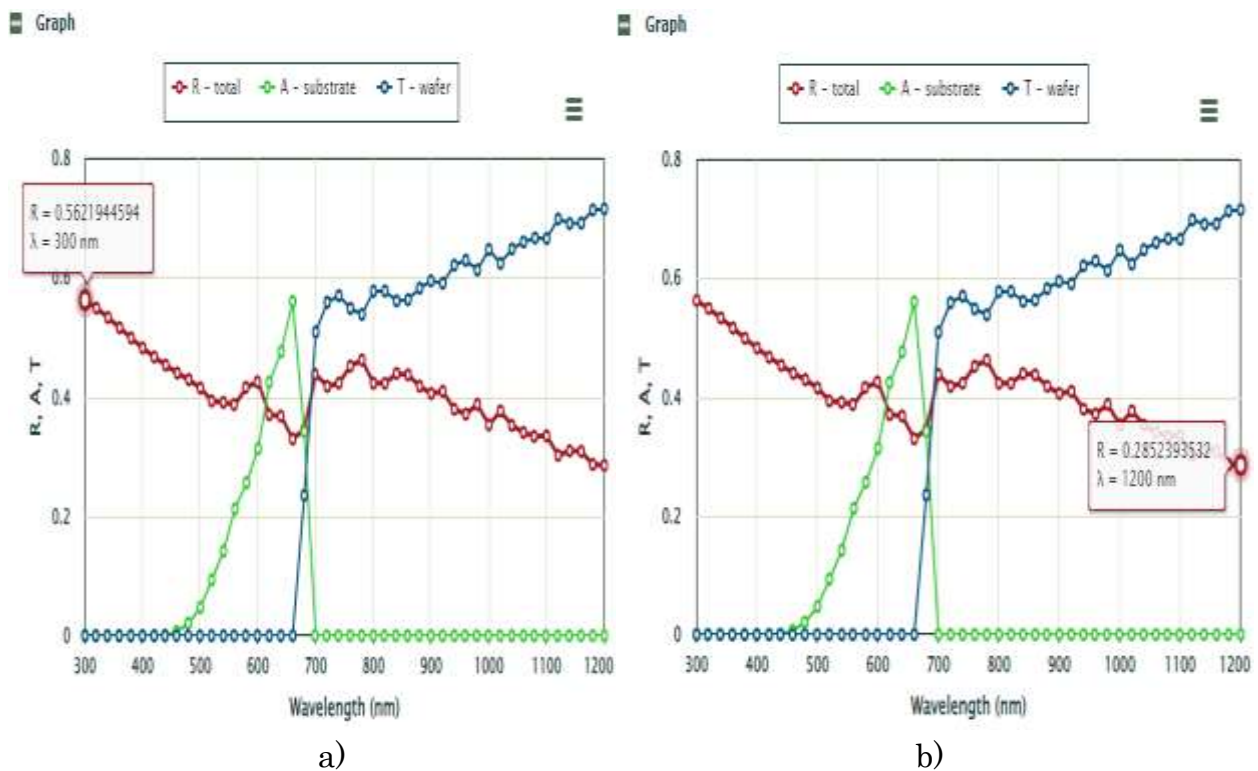 Graph
R – total A – substrate T – wafer
0.8
0.6
0.4
0.2
0
R, A, T
R = 0.5621944594
λ = 300 nm
300 400 500 600 700 800 900 1000 1100 1200
Wavelength (nm)
a)
Graph
R – total A – substrate T – wafer
0.8
0.6
0.4
0.2
0
R, A, T
R = 0.2852393532
λ = 1200 nm
300 400 500 600 700 800 900 1000 1100 1200
Wavelength (nm)
b)